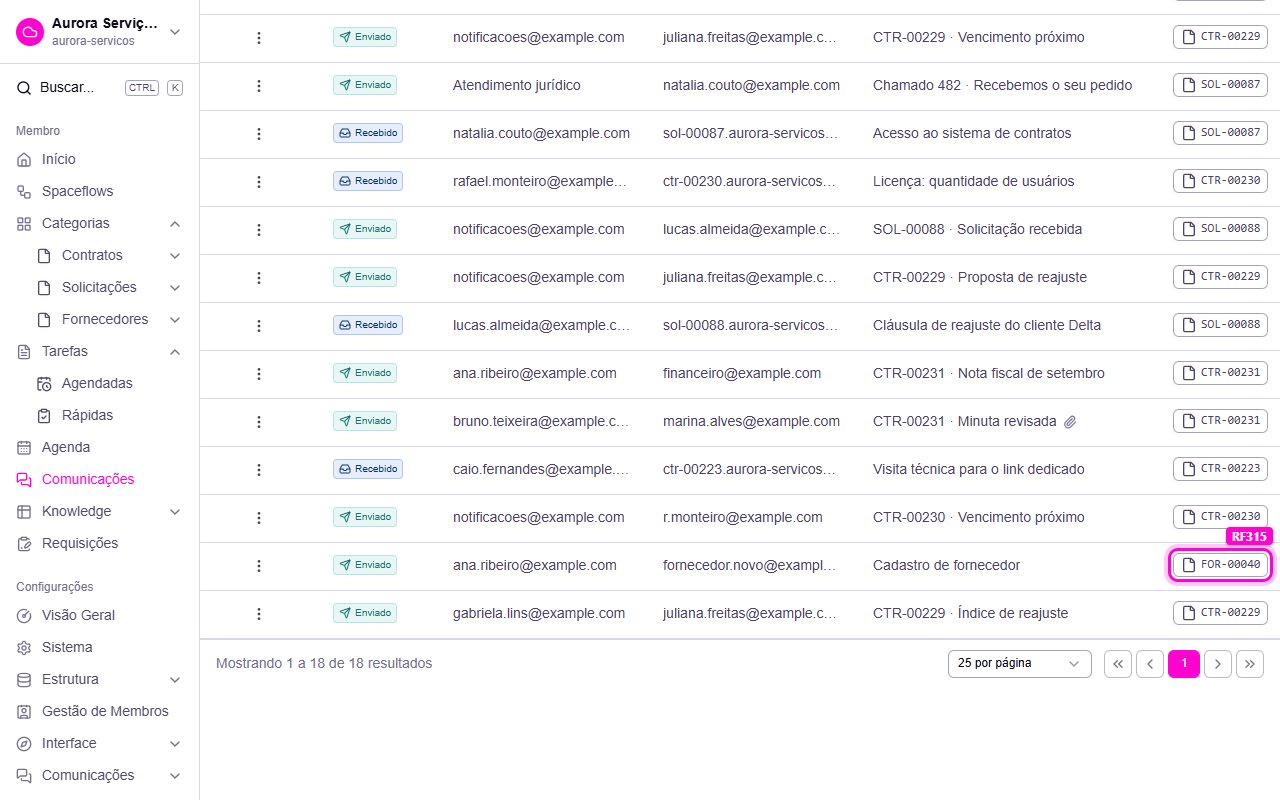 Aurora Serviç...
aurora-servicos
Buscar... CTRL K
Membro
Início
Spaceflows
Categorias
Contratos
Solicitações
Fornecedores
Tarefas
Agendadas
Rápidas
Agenda
Comunicações
Knowledge
Requisições
Configurações
Visão Geral
Sistema
Estrutura
Gestão de Membros
Interface
Comunicações
Enviado notificacoes@example.com juliana.freitas@example.c... CTR-00229 · Vencimento próximo CTR-00229
Enviado Atendimento jurídico natalia.couto@example.com Chamado 482 · Recebemos o seu pedido SOL-00087
Recebido natalia.couto@example.com sol-00087.aurora-servicos... Acesso ao sistema de contratos SOL-00087
Recebido rafael.monteiro@example... ctr-00230.aurora-servicos... Licença: quantidade de usuários CTR-00230
Enviado notificacoes@example.com lucas.almeida@example.c... SOL-00088 · Solicitação recebida SOL-00088
Enviado notificacoes@example.com juliana.freitas@example.c... CTR-00229 · Proposta de reajuste CTR-00229
Recebido lucas.almeida@example.c... sol-00088.aurora-servicos... Cláusula de reajuste do cliente Delta SOL-00088
Enviado ana.ribeiro@example.com financeiro@example.com CTR-00231 · Nota fiscal de setembro CTR-00231
Enviado bruno.teixeira@example.c... marina.alves@example.com CTR-00231 · Minuta revisada CTR-00231
Recebido caio.fernandes@example.... ctr-00223.aurora-servicos... Visita técnica para o link dedicado CTR-00223
Enviado notificacoes@example.com r.monteiro@example.com CTR-00230 · Vencimento próximo CTR-00230
RF315
Enviado ana.ribeiro@example.com fornecedor.novo@exampl... Cadastro de fornecedor FOR-00040
Enviado gabriela.lins@example.com juliana.freitas@example.c... CTR-00229 · Índice de reajuste CTR-00229
Mostrando 1 a 18 de 18 resultados 25 por página 1